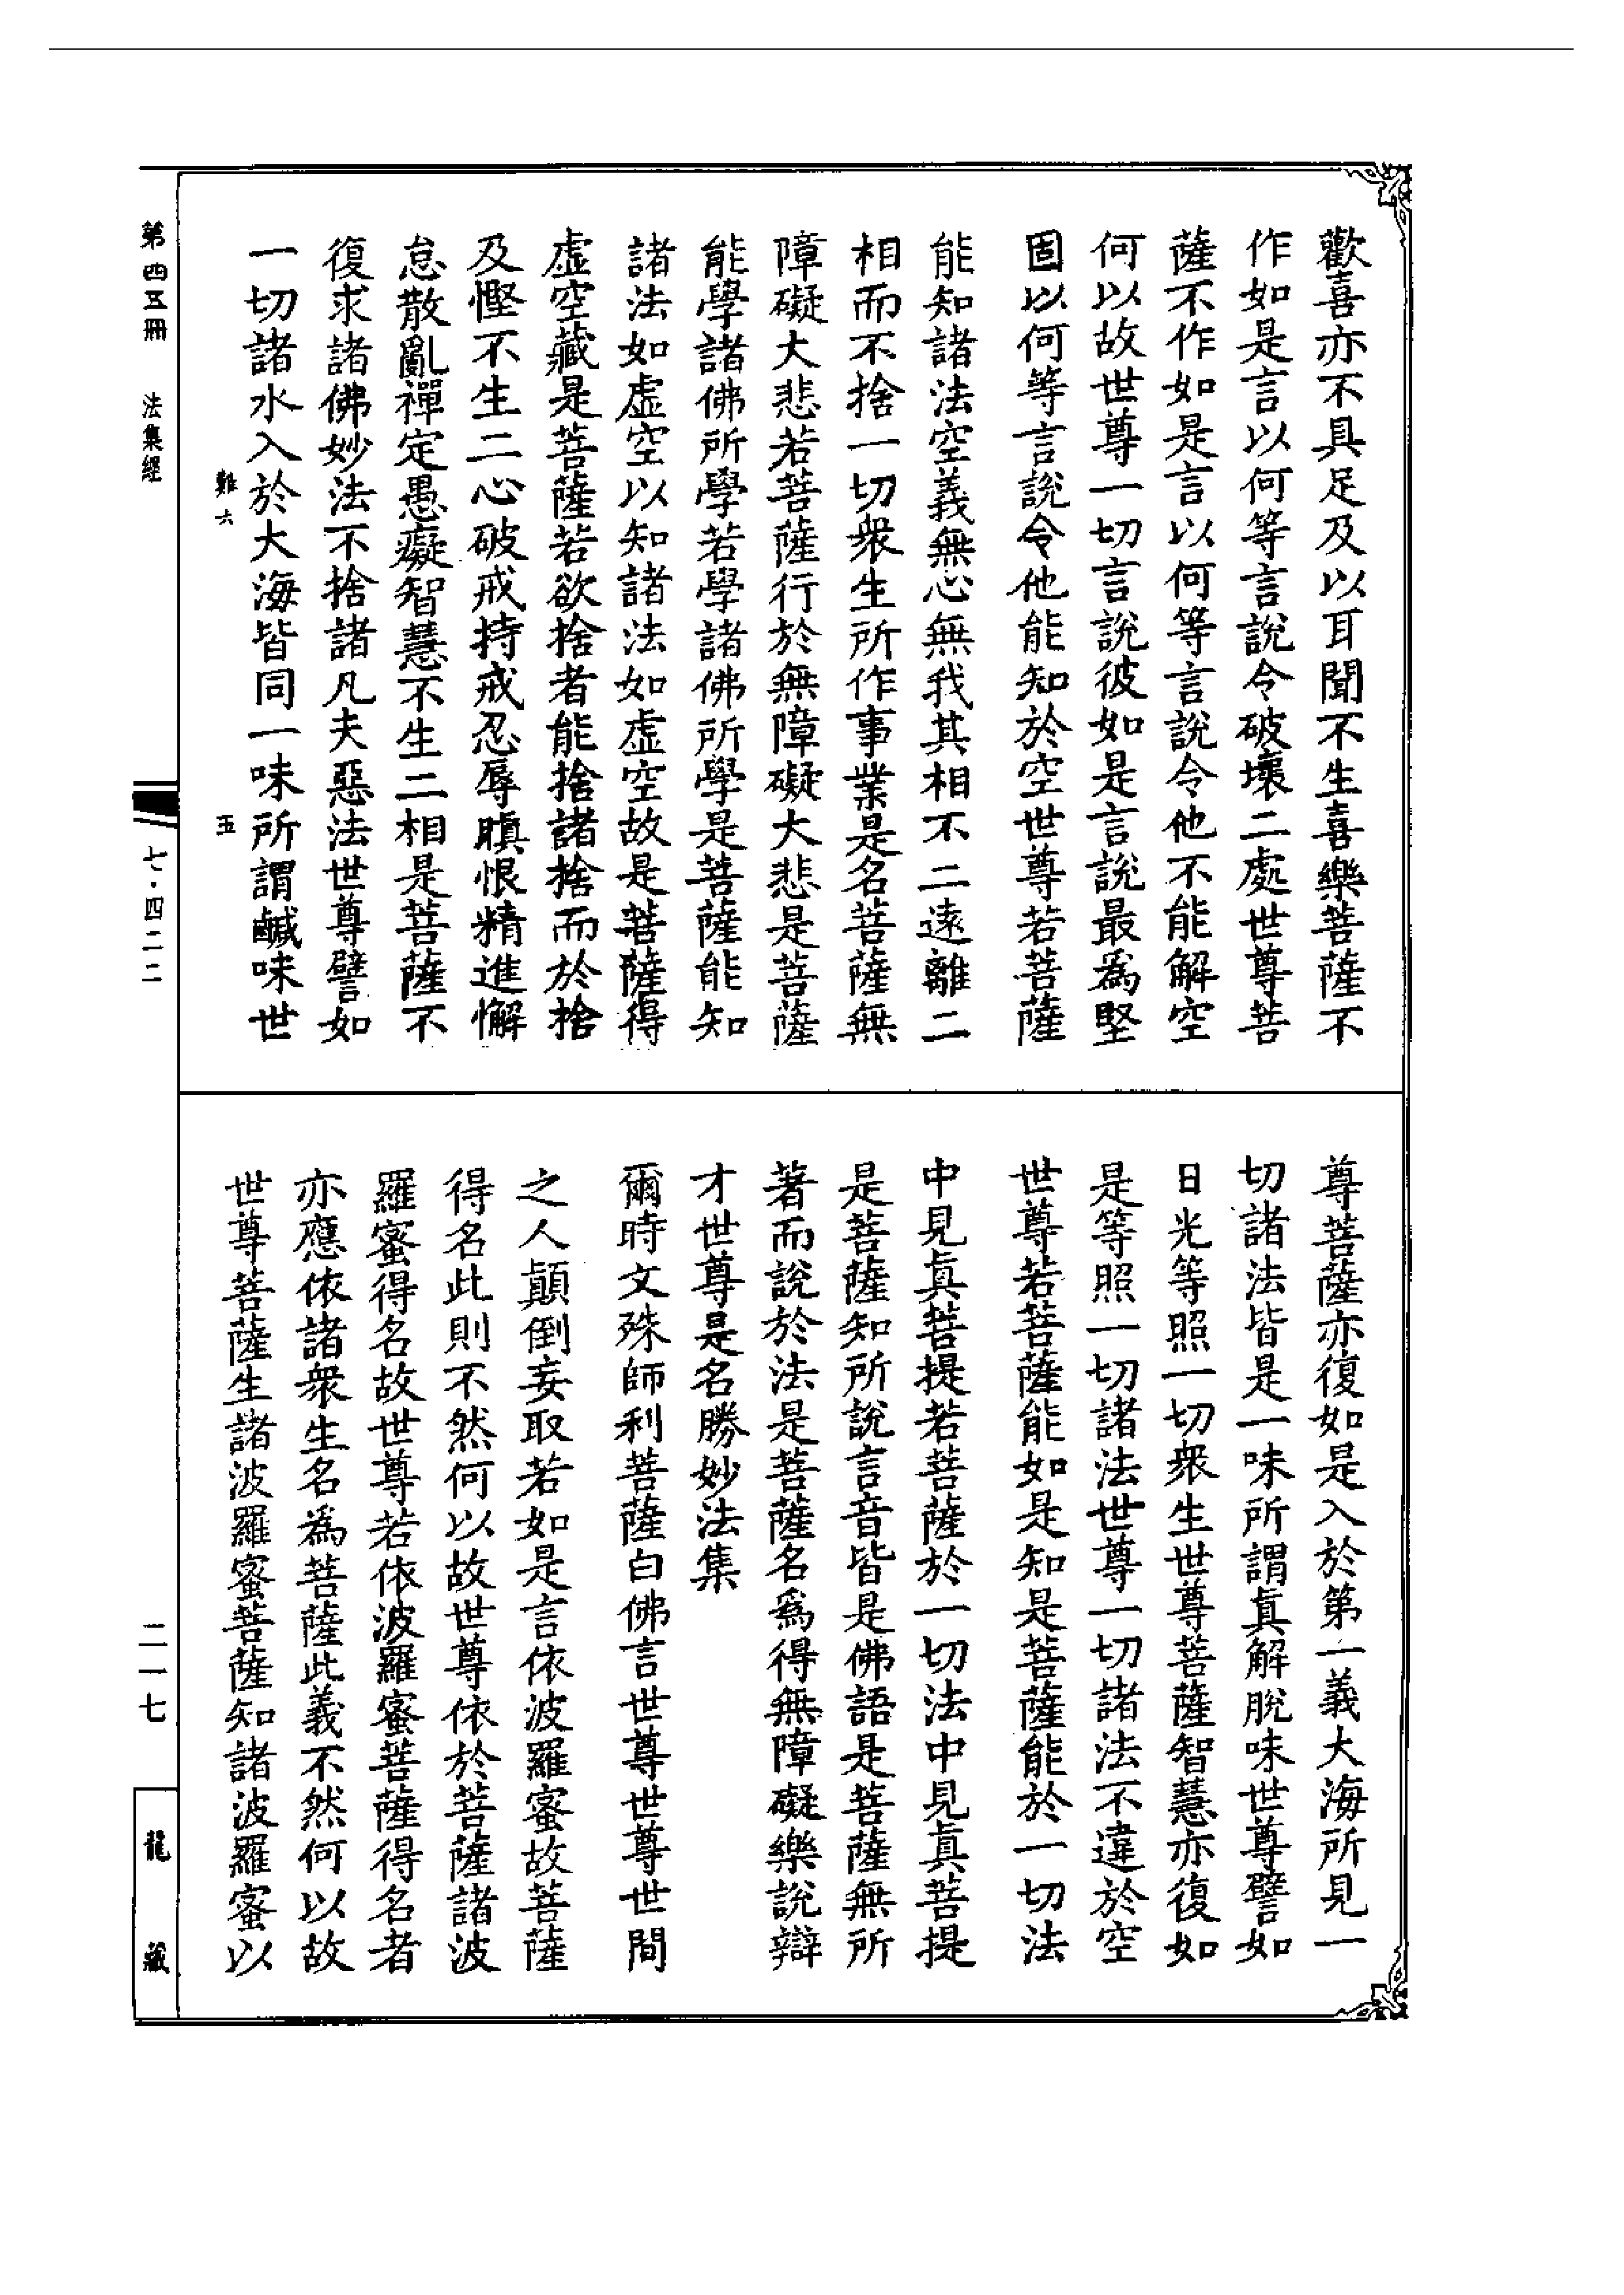 歡喜亦不具足及以耳聞不生喜樂菩薩不
作如是言以何等言說令破壞二處世尊菩
薩不作如是言以何等言說令他不能解空
何以故世尊一切言說彼如是言說最爲堅
固以何等言說令他能知於空世尊若菩薩
能知諸法空義無心無我其相不二遠離二
相而不捨一切衆生所作事業是名菩薩無
障礙大悲若菩薩行於無障礙大悲是菩薩
能學諸佛所學若學諸佛所學是菩薩能知
諸法如虛空以知諸法如虛空故是菩薩得
虛空藏是菩薩若欲捨者能捨諸捨而於捨
及慳不生二心破戒持戒忍辱瞋恨精進懈
怠散亂禪定愚癡智慧不生二相是菩薩不
復求諸佛妙法不捨諸凡夫惡法世尊譬如
一切諸水入於大海皆同一味所謂鹹味世
難六
五
尊菩薩亦復如是入於第一義大海所見一
切諸法皆是一味所謂眞解脫味世尊譬如
日光等照一切衆生世尊菩薩智慧亦復如
是等照一切諸法世尊一切諸法不違於空
世尊若菩薩能如是知是菩薩能於一切法
中見眞菩提若菩薩於一切法中見眞菩提
是菩薩知所說言音皆是佛語是菩薩無所
著而說於法是菩薩名爲得無障礙樂說辯
才世尊是名勝妙法集
爾時文殊師利菩薩白佛言世尊世尊世間
之人顚倒妄取若如是言依波羅蜜故菩薩
得名此則不然何以故世尊依於菩薩諸波
羅蜜得名故世尊若依波羅蜜菩薩得名者
亦應依諸衆生名為菩薩此義不然何以故
世尊菩薩生諸波羅蜜菩薩知諸波羅蜜以
第四五冊
法集經
七·四二二
二一七
龍藏